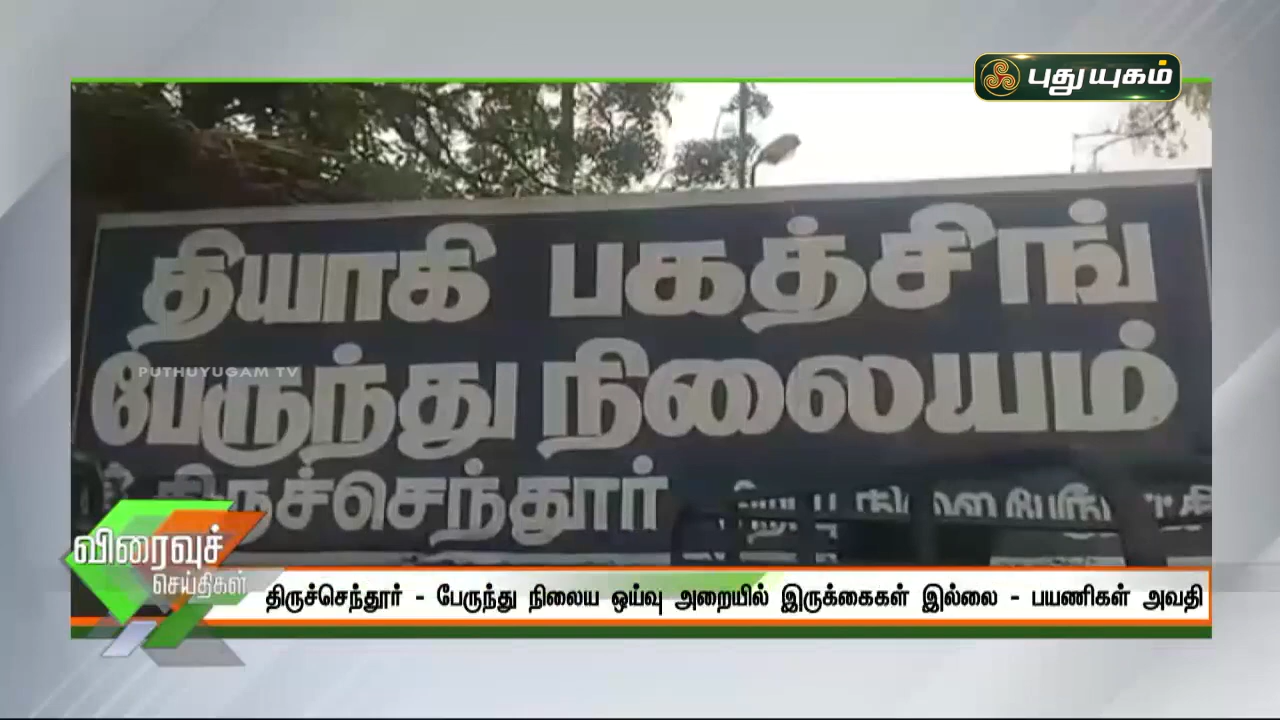 புதுயுகம்
தியாகி பகத்சிங்
பேருந்து நிலையம்
PUTHUYUGAM TV
திருச்செந்தூர்
விரைவுச்
செய்திகள்
திருச்செந்தூர் - பேருந்து நிலைய ஒய்வு அறையில் இருக்கைகள் இல்லை - பயணிகள் அவதி